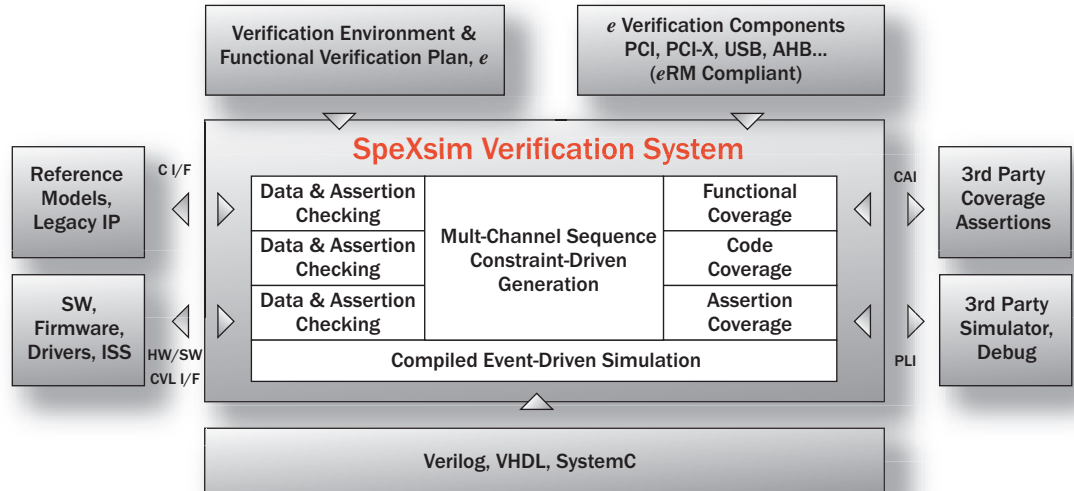 Verification Environment &
Functional Verification Plan, e
e Verification Components
PCI, PCI-X, USB, AHB...
(eRM Compliant)
SpeXsim Verification System
Reference
Models,
Legacy IP
C I/F
SW,
Firmware,
Drivers, ISS
HW/SW
CVL I/F
Data & Assertion
Checking
Data & Assertion
Checking
Data & Assertion
Checking
Mult-Channel Sequence
Constraint-Driven
Generation
Functional
Coverage
Code
Coverage
Assertion
Coverage
Compiled Event-Driven Simulation
CAI
3rd Party
Coverage
Assertions
PLI
3rd Party
Simulator,
Debug
Verilog, VHDL, SystemC